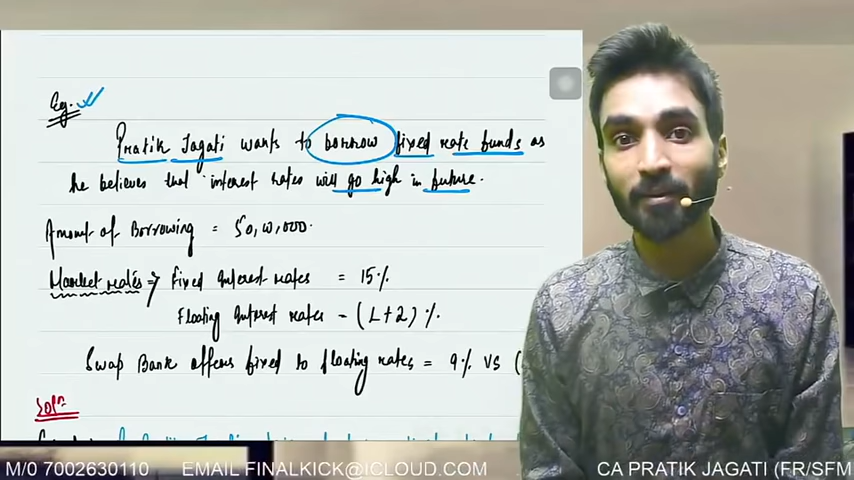 Eg.
Pratik Jagati wants to borrow fixed rate funds as
he believes that interest rates will go high in future.
Amount of Borrowing = 50,00,000.
Market rates => Fixed Interest rates = 15%
Floating Interest rates - (L+2)%.
Swap Bank offers fixed to floating rates = 9% VS (
Solⁿ
M/0 7002630110 EMAIL FINALKICK@ICLOUD.COM CA PRATIK JAGATI (FR/SFM